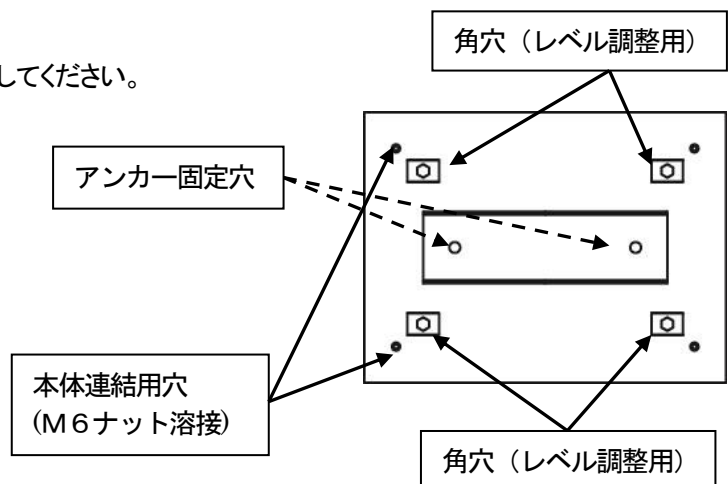 角穴（レベル調整用）
してください。
アンカー固定穴
本体連結用穴
(Ｍ６ナット溶接)
角穴（レベル調整用）